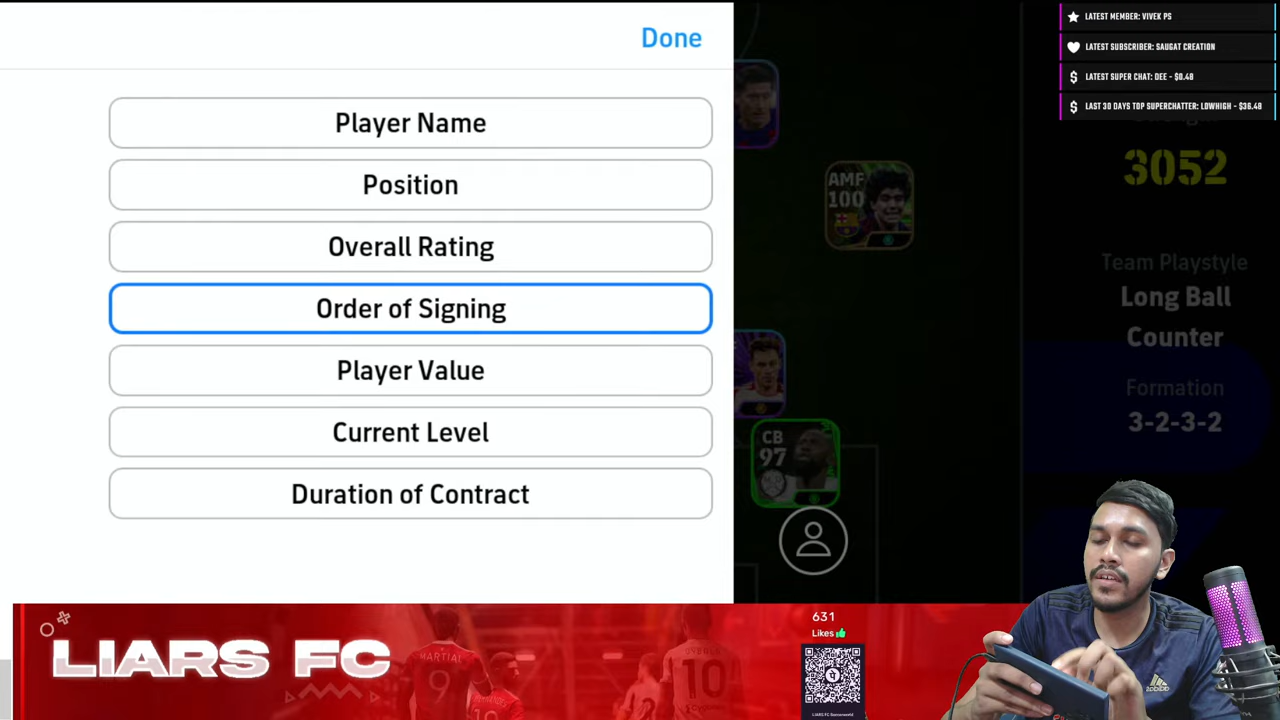 Done
Player Name
Position
Overall Rating
Order of Signing
Player Value
Current Level
Duration of Contract
AMF
100
CB
97
LATEST MEMBER: VIVEK PS
LATEST SUBSCRIBER: SAUGAT CREATION
LATEST SUPER CHAT: DEE - $0.48
LAST 30 DAYS TOP SUPERCHATTER: LOWHIGH - $36.48
3052
Team Playstyle
Long Ball
Counter
Formation
3-2-3-2
LIARS FC
MARTIAL
9
10
631
Likes